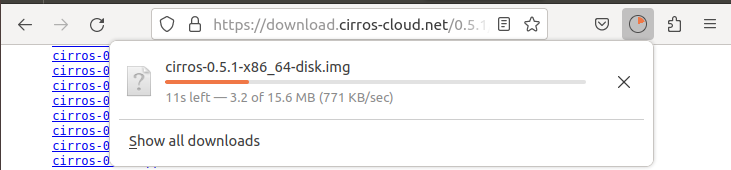 https://download.cirros-cloud.net/0.5.1
cirros-0
cirros-0.5.1-x86_64-disk.img
cirros-0
cirros-0
11s left — 3.2 of 15.6 MB (771 KB/sec)
cirros-0
cirros-0
cirros-0
Show all downloads
cirros-0
cirros-0